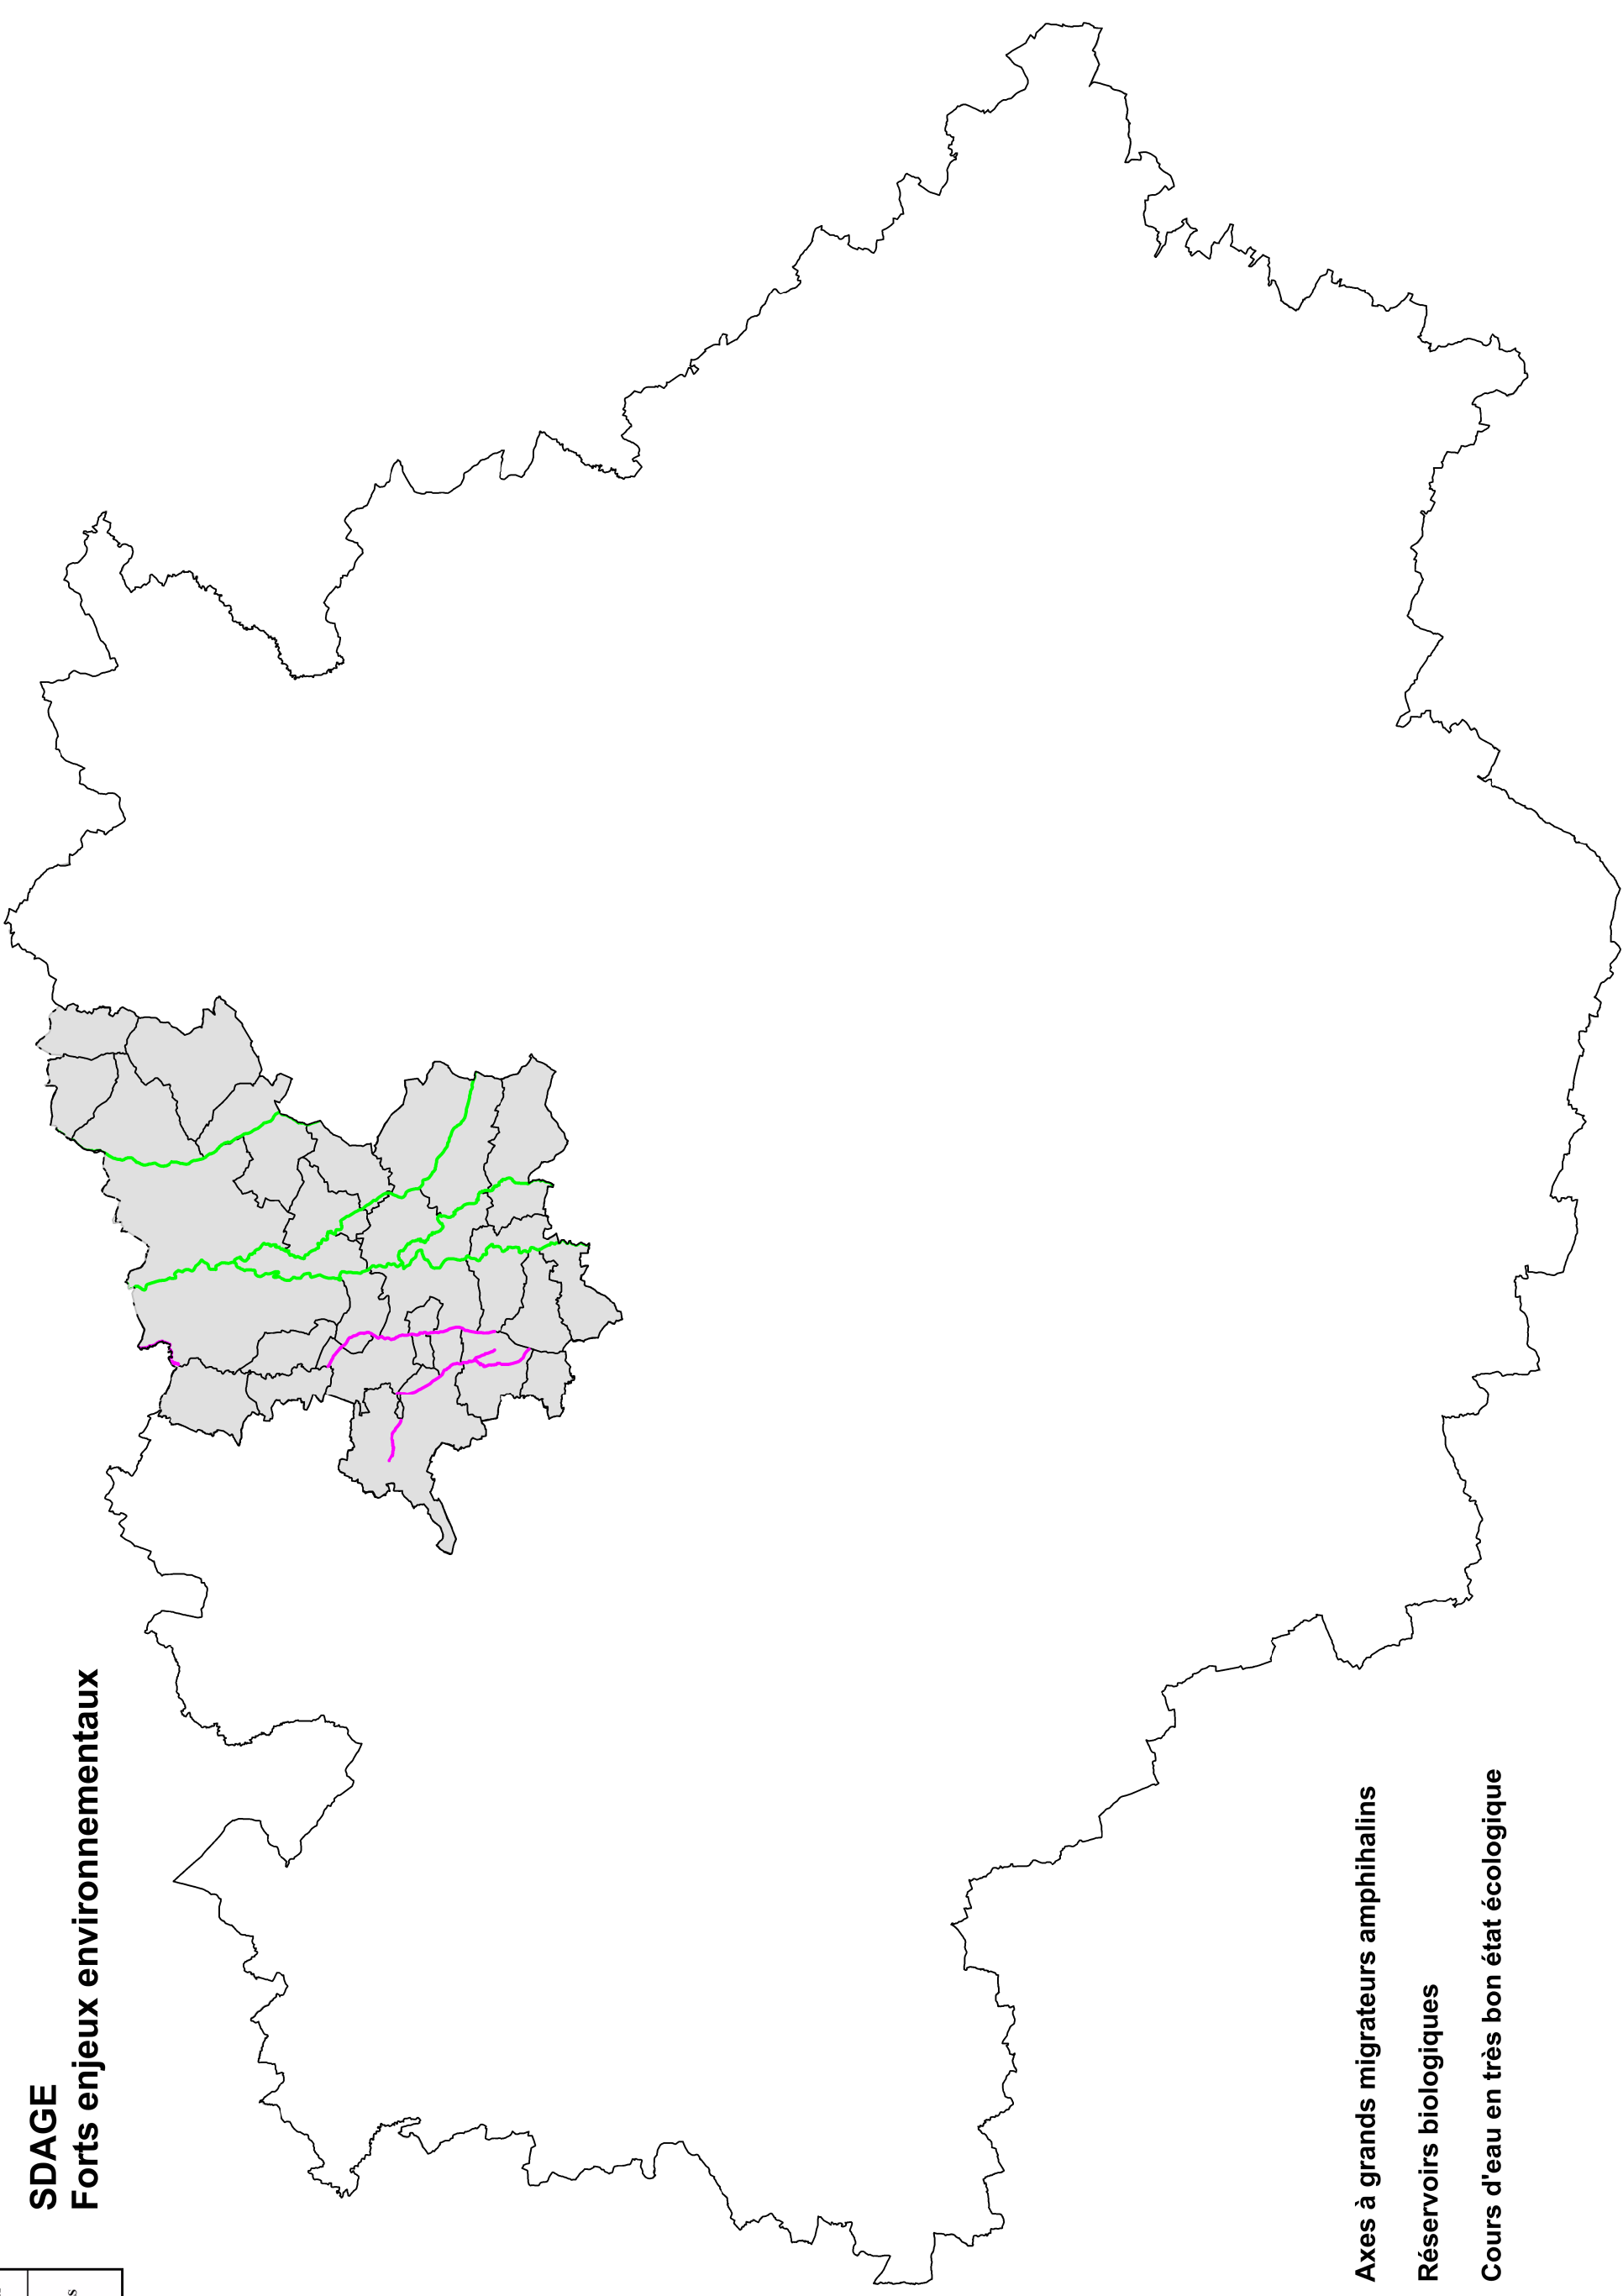 SDAGE
Forts enjeux environnementaux
Axes à grands migrateurs amphihalins
Réservoirs biologiques
Cours d'eau en très bon état écologique